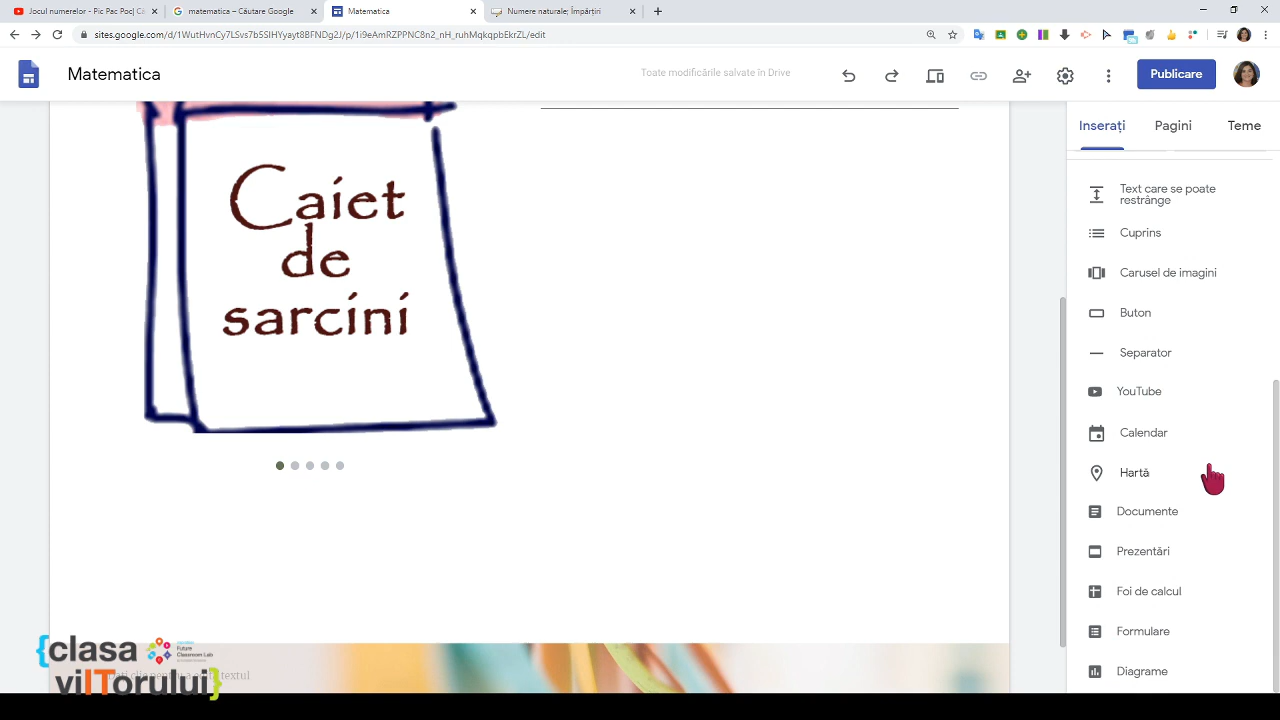 Jocul numerelor - Pic Pac Poc| Că
matematica – Căutare Google
Matematica
Numere naturale; Împărțiri
sites.google.com/d/1WutHvnCy7LSvs7b5SIHYyayt8BFNDg2J/p/1i9eAmRZPPNC8n2_nH_ruhMqkqpbEkrZL/edit
Matematica
Toate modificările salvate în Drive
Publicare
Inserați
Pagini
Teme
Caiet
de
sarcini
Text care se poate
restrânge
Cuprins
Carusel de imagini
Buton
Separator
YouTube
Calendar
Hartă
Documente
Prezentări
Foi de calcul
Formulare
Diagrame
{clasa
viITorului}
Future
Classroom Lab
textul